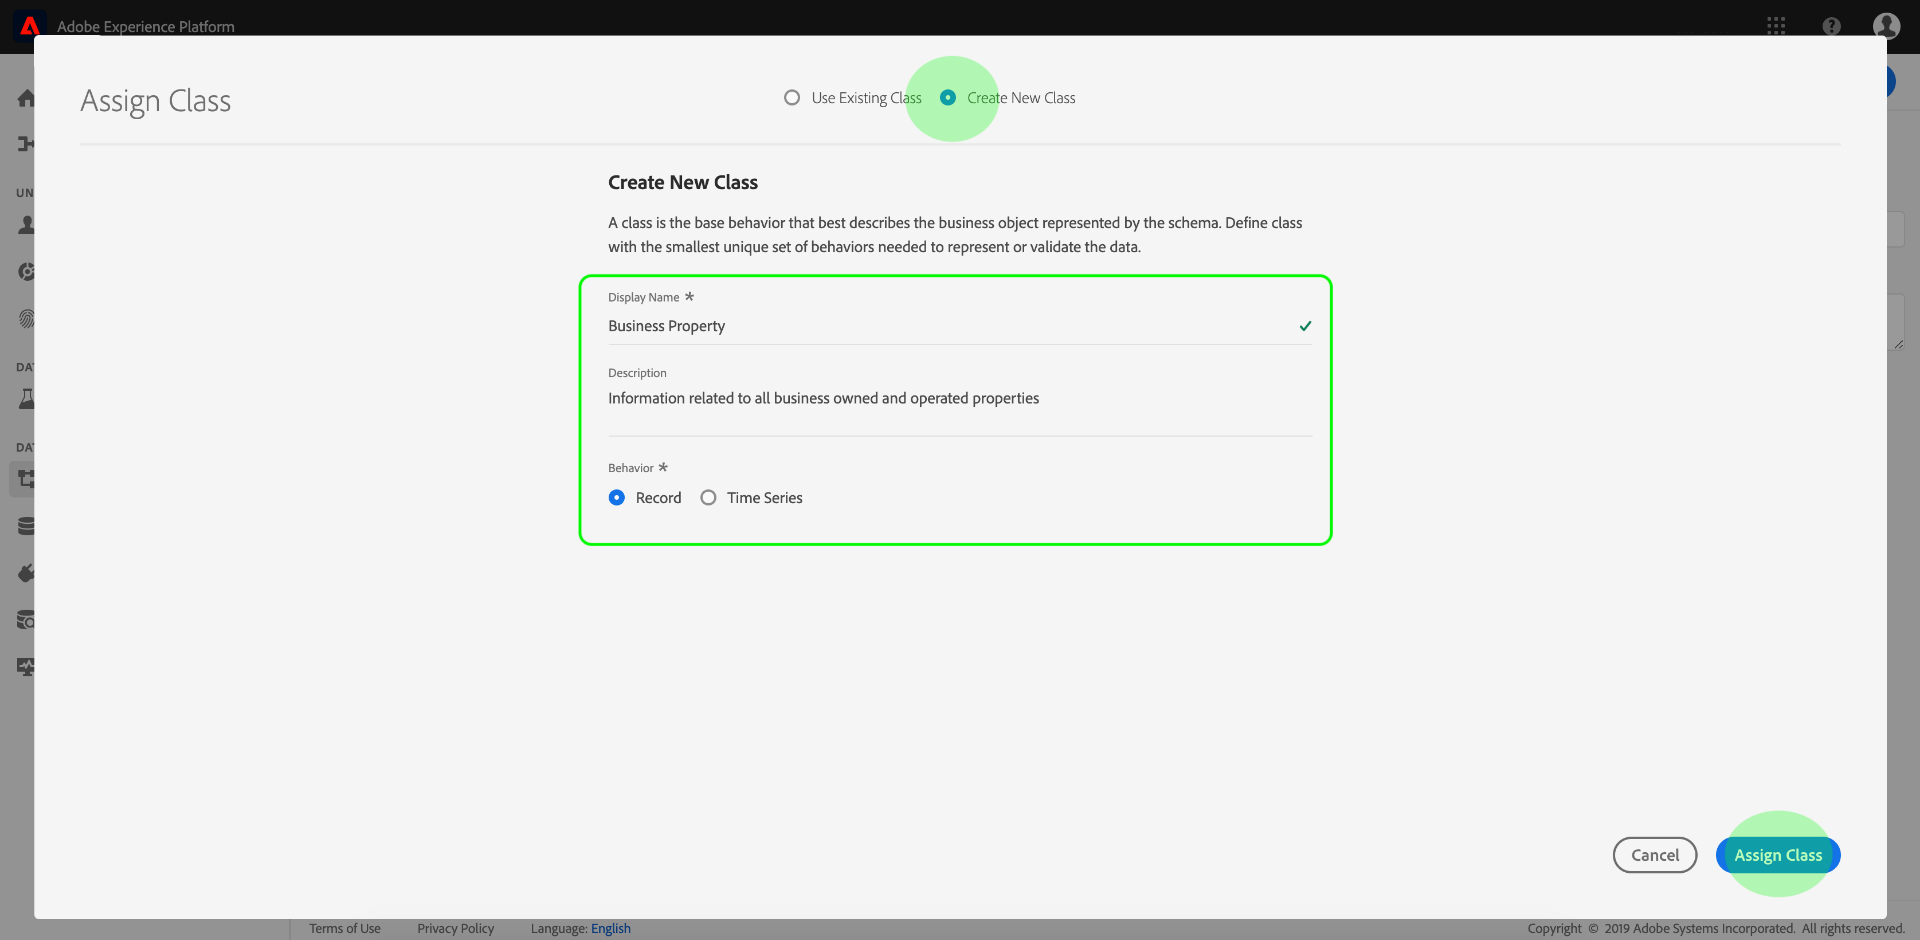 Adobe Experience Platform
Assign Class
Use Existing Class
Create New Class
Create New Class
A class is the base behavior that best describes the business object represented by the schema. Define class
with the smallest unique set of behaviors needed to represent or validate the data.
Display Name *
Business Property
Description
Information related to all business owned and operated properties
Behavior *
Record
Time Series
UN
DAT
DAT
Cancel
Assign Class
Terms of Use
Privacy Policy
Language: English
Copyright © 2019 Adobe Systems Incorporated. All rights reserved.